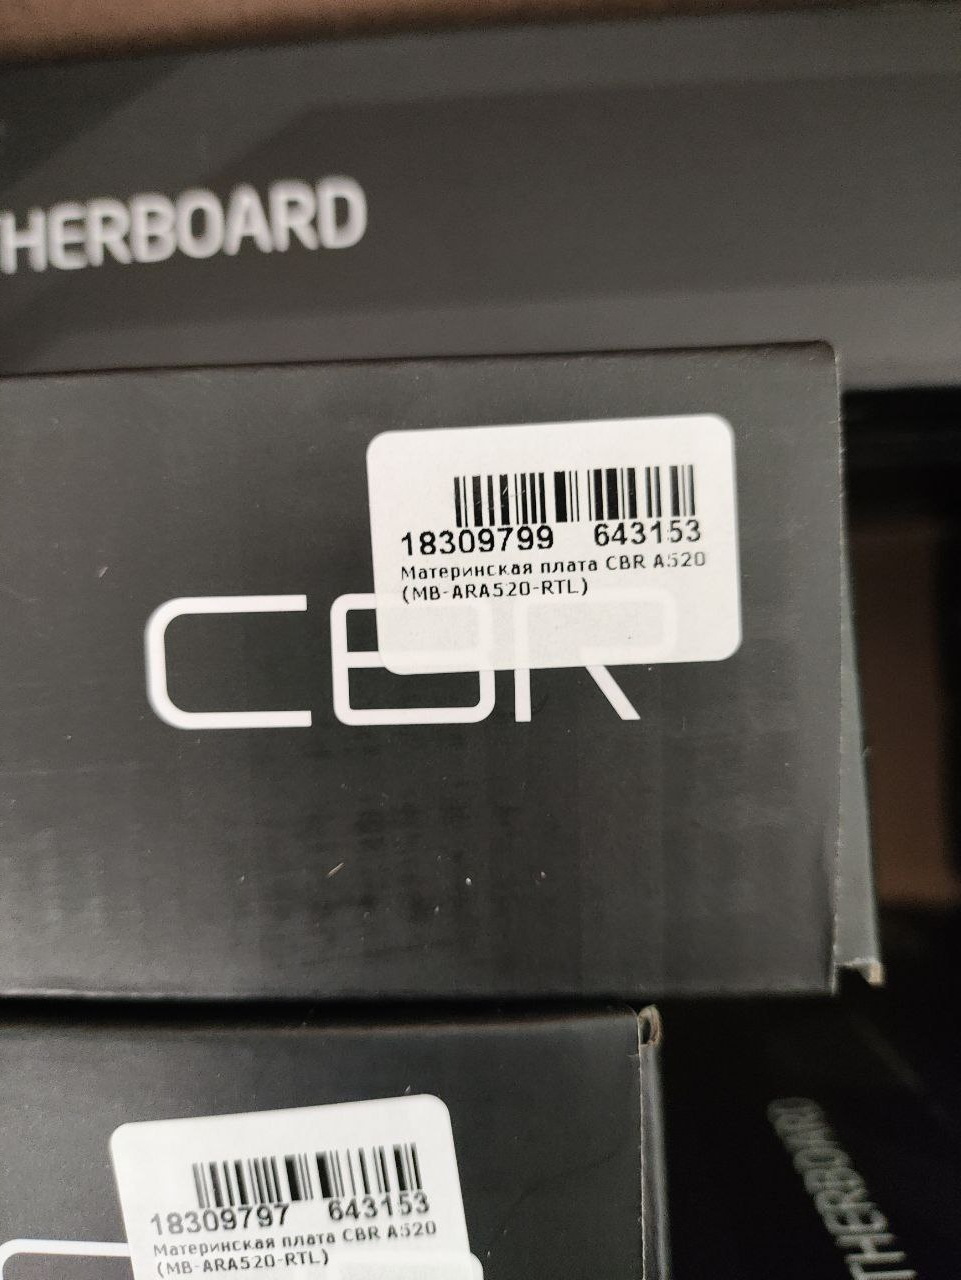 HERBOARD
18309799 643153
Материнская плата CBR A520
(MB-ARA520-RTL)
CBR
18309797 643153
Материнская плата CBR A520
(MB-ARA520-RTL)
THERBOARD